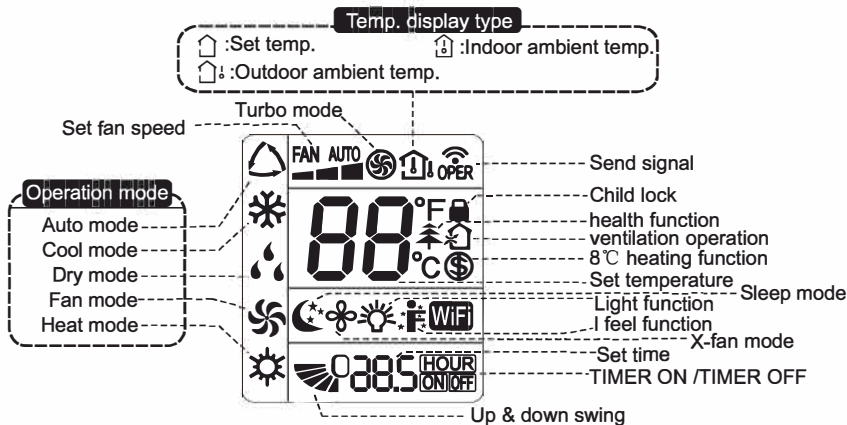 Temp. display type
:Set temp. :Indoor ambient temp.
:Outdoor ambient temp.
Turbo mode
Set fan speed
FAN AUTO
OPER
Send signal
Operation mode
Auto mode
Cool mode
Dry mode
Fan mode
Heat mode
88 °F
°C
Child lock
health function
ventilation operation
8℃ heating function
Set temperature
Sleep mode
WiFi
Light function
I feel function
X-fan mode
Set time
088.5 HOUR
ON OFF
TIMER ON /TIMER OFF
Up & down swing